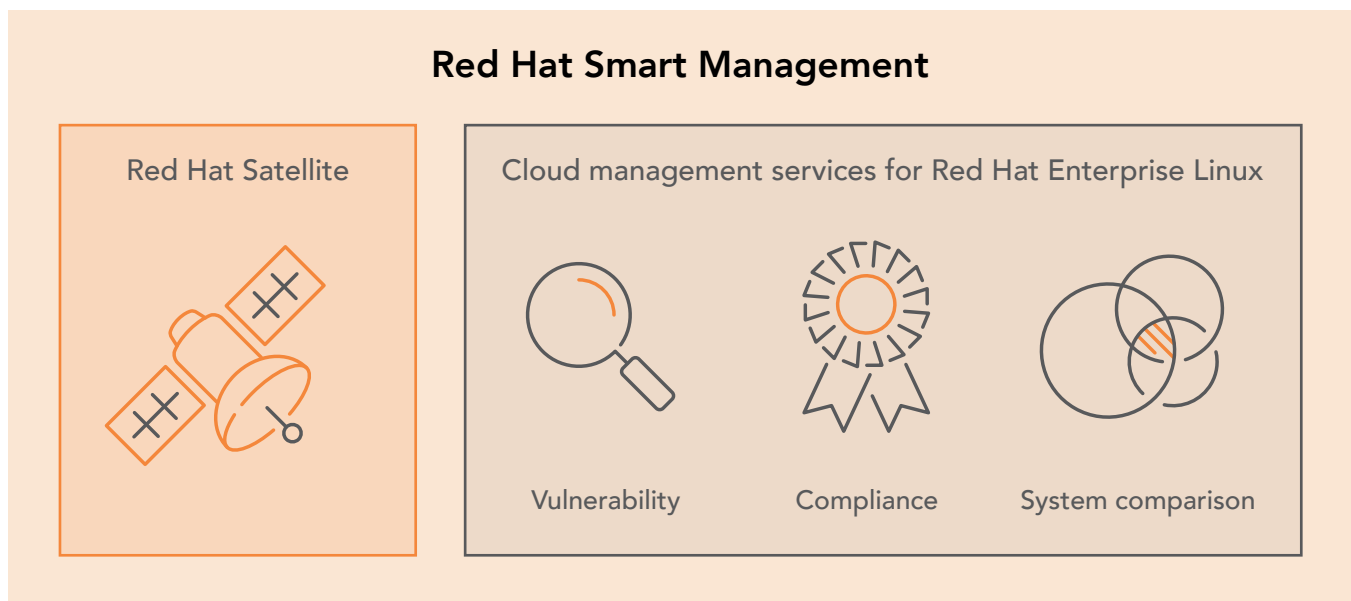 Red Hat Smart Management
Red Hat Satellite
Cloud management services for Red Hat Enterprise Linux
Vulnerability
Compliance
System comparison